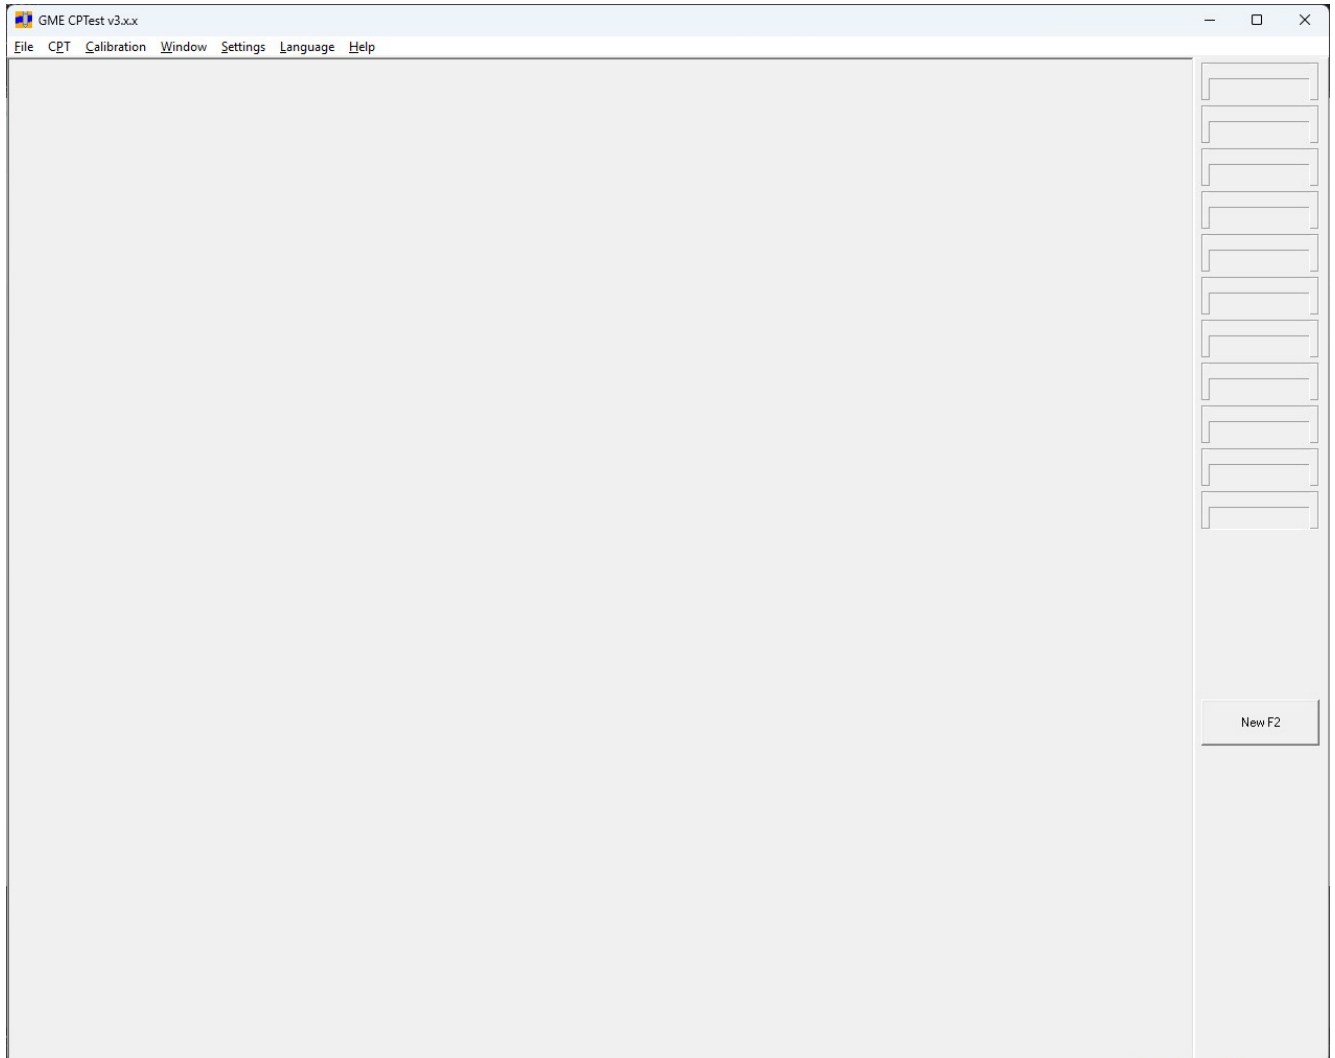 GME CPTest v3.x.x
File CPT Calibration Window Settings Language Help
New F2